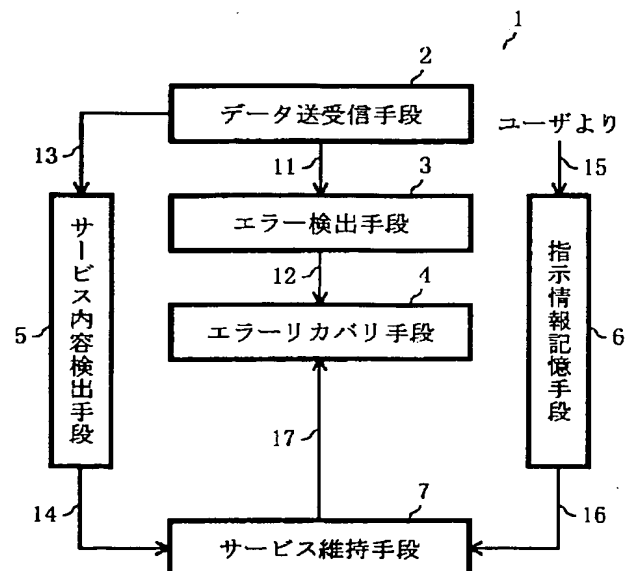 1
2
データ送受信手段
ユーザより
13
11
15
3
エラー検出手段
12
4
エラーリカバリ手段
サービス内容検出手段
5
指示情報記憶手段
6
17
14
7
16
サービス維持手段